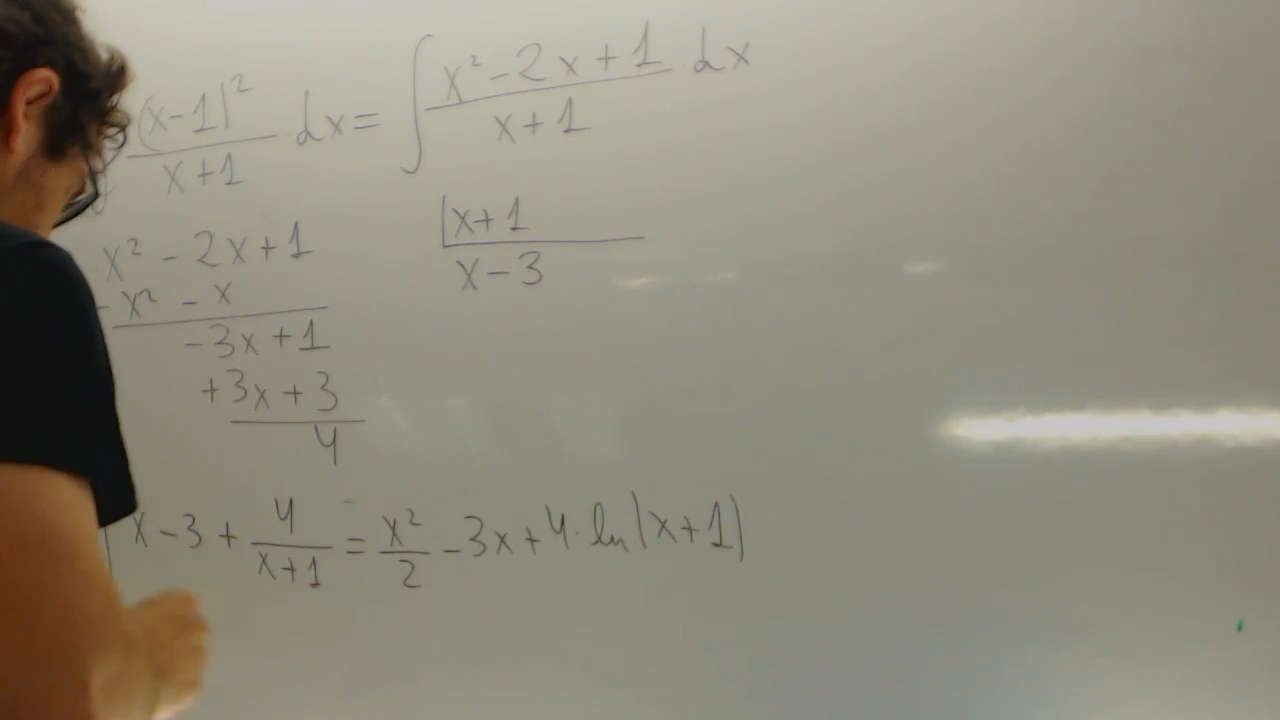 (x-1)² / x+1 dx = ∫ x²-2x+1 / x+1 dx
x² - 2x+1 |x+1
-x² - x x-3
-3x+1
+3x+3
4
∫ x-3 + 4 / x+1 = x² / 2 - 3x + 4·ln|x+1|